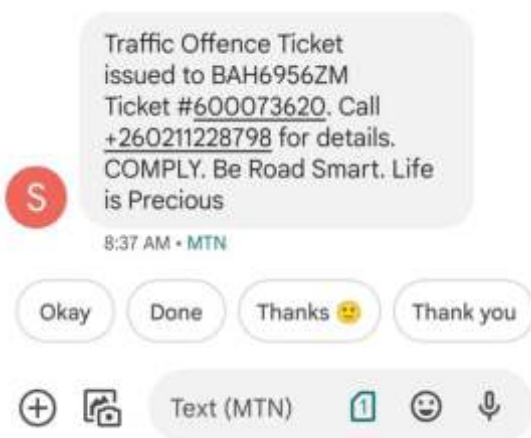 Traffic Offence Ticket
issued to BAH6956ZM
Ticket #600073620. Call
+260211228798 for details.
COMPLY. Be Road Smart. Life
is Precious
S
8:37 AM • MTN
Okay
Done
Thanks 🙂
Thank you
Text (MTN)
1